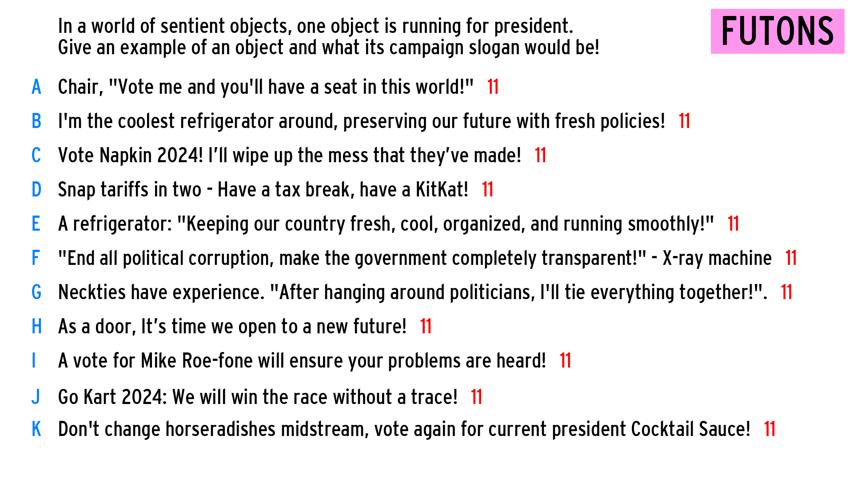 In a world of sentient objects, one object is running for president.
Give an example of an object and what its campaign slogan would be!
FUTONS
A Chair, "Vote me and you'll have a seat in this world!" 11
B I'm the coolest refrigerator around, preserving our future with fresh policies! 11
C Vote Napkin 2024! I’ll wipe up the mess that they’ve made! 11
D Snap tariffs in two - Have a tax break, have a KitKat! 11
E A refrigerator: "Keeping our country fresh, cool, organized, and running smoothly!" 11
F "End all political corruption, make the government completely transparent!" - X-ray machine 11
G Neckties have experience. "After hanging around politicians, I'll tie everything together!". 11
H As a door, It’s time we open to a new future! 11
I A vote for Mike Roe-fone will ensure your problems are heard! 11
J Go Kart 2024: We will win the race without a trace! 11
K Don't change horseradishes midstream, vote again for current president Cocktail Sauce! 11